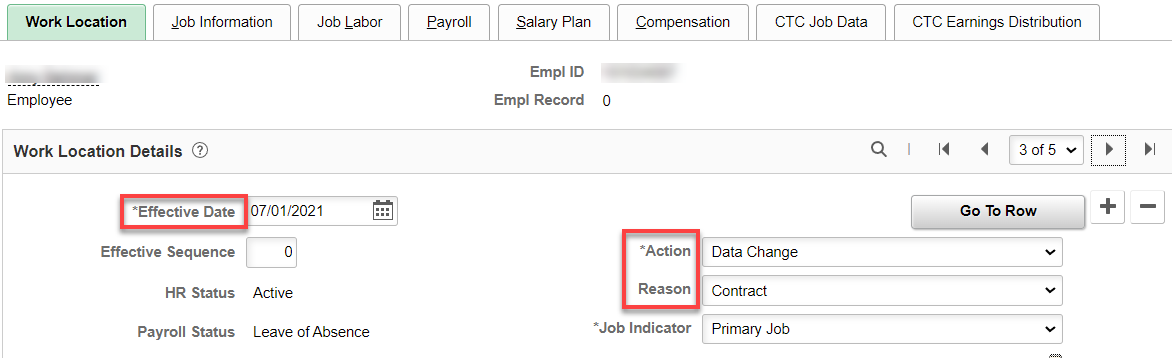 Work Location Job Information Job Labor Payroll Salary Plan Compensation CTC Job Data CTC Earnings Distribution
Empl ID
Employee Empl Record 0
Work Location Details ? 3 of 5
*Effective Date 07/01/2021 Go To Row
Effective Sequence 0 *Action Data Change
HR Status Active Reason Contract
Payroll Status Leave of Absence *Job Indicator Primary Job